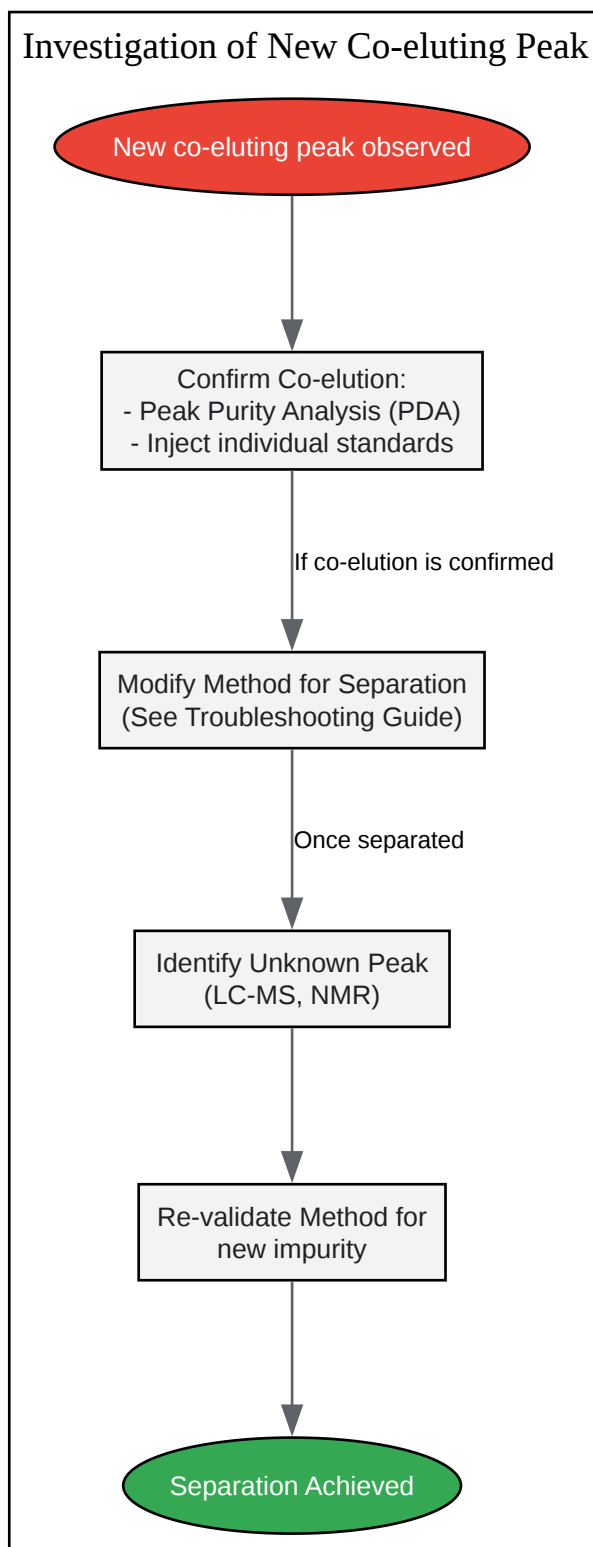 Investigation of New Co-eluting Peak
New co-eluting peak observed
Confirm Co-elution:
- Peak Purity Analysis (PDA)
- Inject individual standards
If co-elution is confirmed
Modify Method for Separation
(See Troubleshooting Guide)
Once separated
Identify Unknown Peak
(LC-MS, NMR)
Re-validate Method for
new impurity
Separation Achieved